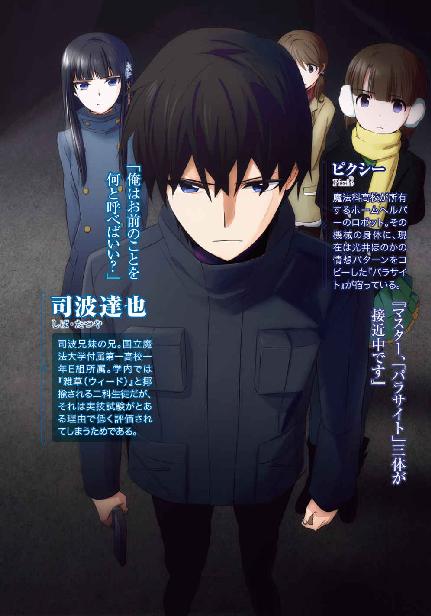 ピクシー
Pixie
魔法科高校が所有
するホームヘルパ
ーのロボット。その
機械の身体に、現
在は光井ほのかの
情想パターンをコ
ピーした『パラサイ
ト』が宿っている。
『マスター、「パラサイト」三体が
接近中です』
「俺はお前のことを
何と呼べばいい?」
司波達也
しば・たつや
司波兄妹の兄。国立魔
法大学付属第一高校一
年E組所属。学内では
『雑草(ウィード)』と揶
揄される二科生徒だが、
それは実技試験がとあ
る理由で低く評価され
てしまうためである。